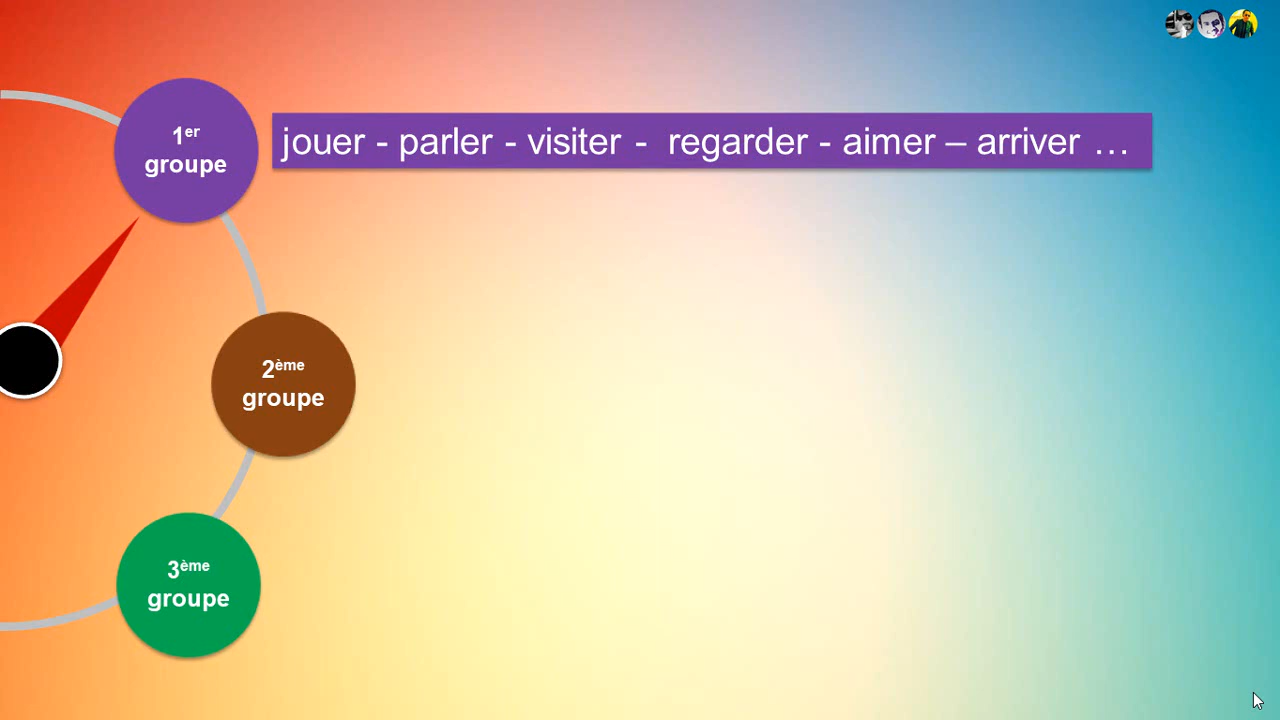 1er
groupe
jouer - parler - visiter -  regarder - aimer – arriver …
2ème
groupe
3ème
groupe